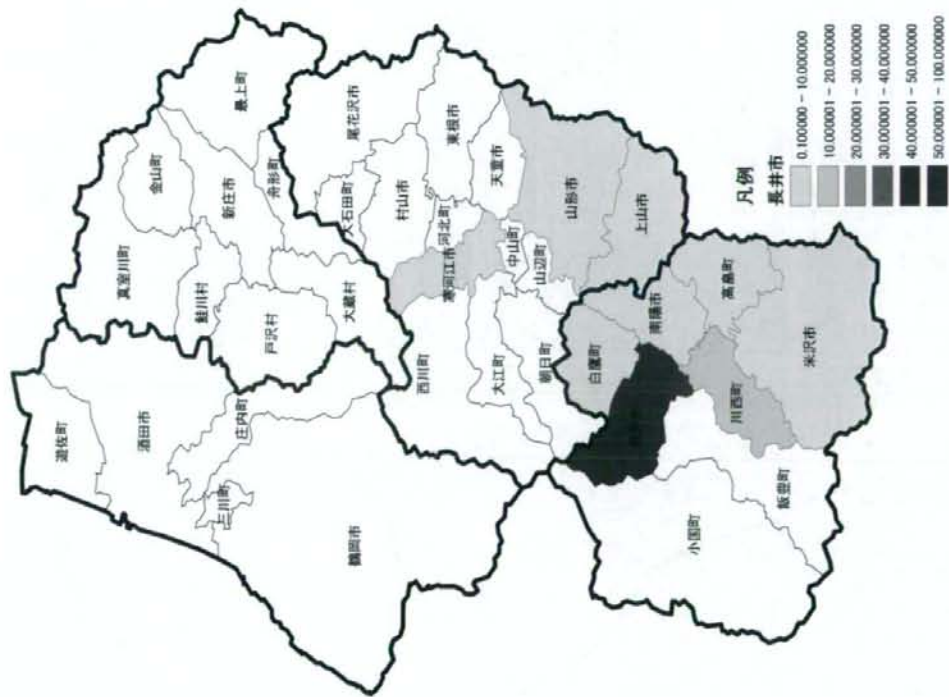 遊佐町
酒田市
庄内町
三川町
鶴岡市
真室川町
金山町
最上町
鮭川村
新庄市
舟形町
戸沢村
大蔵村
尾花沢市
大石田町
村山市
東根市
河北町
天童市
寒河江市
西川町
中山町
山辺町
大江町
朝日町
山形市
上山市
白鷹町
南陽市
高畠町
川西町
米沢市
飯豊町
小国町
凡例
長井市
0.100000 - 10.000000
10.000001 - 20.000000
20.000001 - 30.000000
30.000001 - 40.000000
40.000001 - 50.000000
50.000001 - 100.000000